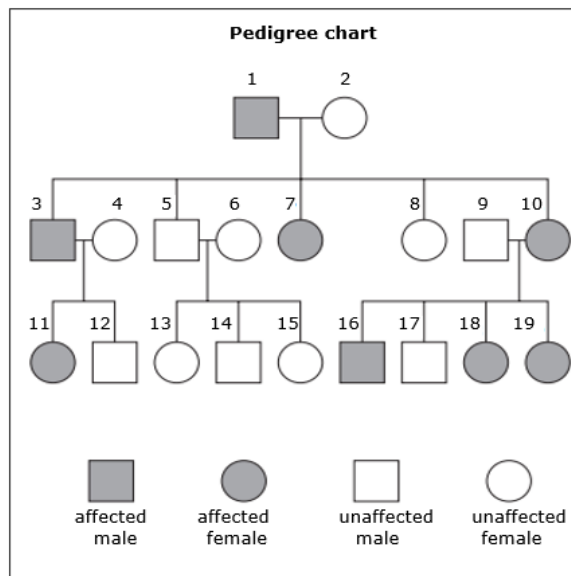 Pedigree chart
1 2
3 4 5 6 7 8 9 10
11 12 13 14 15 16 17 18 19
affected male
affected female
unaffected male
unaffected female